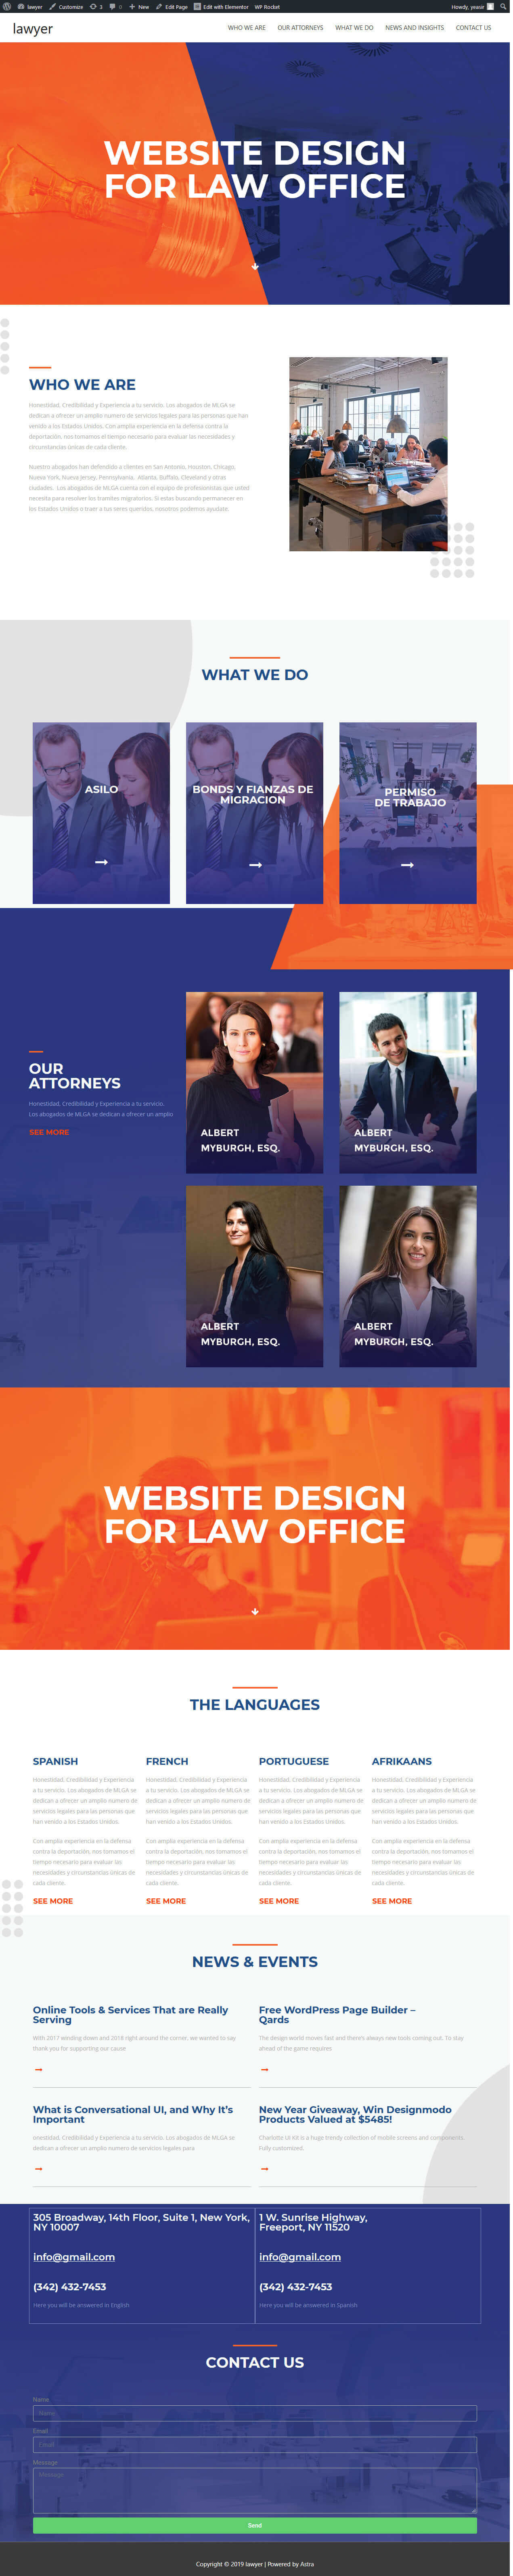 lawyer Customize 3 0 New Edit Page Edit with Elementor WP Rocket Howdy, yeasir
lawyer
WHO WE ARE OUR ATTORNEYS WHAT WE DO NEWS AND INSIGHTS CONTACT US
WEBSITE DESIGN
FOR LAW OFFICE
WHO WE ARE
Honestidad, Credibilidad y Experiencia a tu servicio. Los abogados de MLGA se
dedican a ofrecer un amplio numero de servicios legales para las personas que han
venido a los Estados Unidos. Con amplia experiencia en la defensa contra la
deportación, nos tomamos el tiempo necesario para evaluar las necesidades y
circunstancias únicas de cada cliente.
Nuestro abogados han defendido a clientes en San Antonio, Houston, Chicago,
Nueva York, Nueva Jersey, Pennsylvania, Atlanta, Buffalo, Cleveland y otras
ciudades. Los abogados de MLGA cuenta con el equipo de profesionistas que usted
necesita para resolver los tramites migratorios. Si estas buscando permanecer en
los Estados Unidos o traer a tus seres queridos, nosotros podemos ayudate.
WHAT WE DO
ASILO
BONDS Y FIANZAS DE
MIGRACION
PERMISO
DE TRABAJO
OUR
ATTORNEYS
Honestidad, Credibilidad y Experiencia a tu servicio.
Los abogados de MLGA se dedican a ofrecer un amplio
SEE MORE
ALBERT
MYBURGH, ESQ.
ALBERT
MYBURGH, ESQ.
ALBERT
MYBURGH, ESQ.
ALBERT
MYBURGH, ESQ.
WEBSITE DESIGN
FOR LAW OFFICE
THE LANGUAGES
SPANISH
Honestidad, Credibilidad y Experiencia
a tu servicio. Los abogados de MLGA se
dedican a ofrecer un amplio numero de
servicios legales para las personas que
han venido a los Estados Unidos.
Con amplia experiencia en la defensa
contra la deportación, nos tomamos el
tiempo necesario para evaluar las
necesidades y circunstancias únicas de
cada cliente.
SEE MORE
FRENCH
Honestidad, Credibilidad y Experiencia
a tu servicio. Los abogados de MLGA se
dedican a ofrecer un amplio numero de
servicios legales para las personas que
han venido a los Estados Unidos.
Con amplia experiencia en la defensa
contra la deportación, nos tomamos el
tiempo necesario para evaluar las
necesidades y circunstancias únicas de
cada cliente.
SEE MORE
PORTUGUESE
Honestidad, Credibilidad y Experiencia
a tu servicio. Los abogados de MLGA se
dedican a ofrecer un amplio numero de
servicios legales para las personas que
han venido a los Estados Unidos.
Con amplia experiencia en la defensa
contra la deportación, nos tomamos el
tiempo necesario para evaluar las
necesidades y circunstancias únicas de
cada cliente.
SEE MORE
AFRIKAANS
Honestidad, Credibilidad y Experiencia
a tu servicio. Los abogados de MLGA se
dedican a ofrecer un amplio numero de
servicios legales para las personas que
han venido a los Estados Unidos.
Con amplia experiencia en la defensa
contra la deportación, nos tomamos el
tiempo necesario para evaluar las
necesidades y circunstancias únicas de
cada cliente.
SEE MORE
NEWS & EVENTS
Online Tools & Services That are Really
Serving
With 2017 winding down and 2018 right around the corner, we wanted to say
thank you for supporting our cause
Free WordPress Page Builder –
Qards
The design world moves fast and there's always new tools coming out. To stay
ahead of the game requires
What is Conversational UI, and Why It's
Important
onestidad, Credibilidad y Experiencia a tu servicio. Los abogados de MLGA se
dedican a ofrecer un amplio numero de servicios legales para
New Year Giveaway, Win Designmodo
Products Valued at $5485!
Charlotte UI Kit is a huge trendy collection of mobile screens and components.
Fully customized,
305 Broadway, 14th Floor, Suite 1, New York,
NY 10007
info@gmail.com
(342) 432-7453
Here you will be answered in English
1 W. Sunrise Highway,
Freeport, NY 11520
info@gmail.com
(342) 432-7453
Here you will be answered in Spanish
CONTACT US
Name
Name
Email
Email
Message
Message
Send
Copyright © 2019 lawyer | Powered by Astra